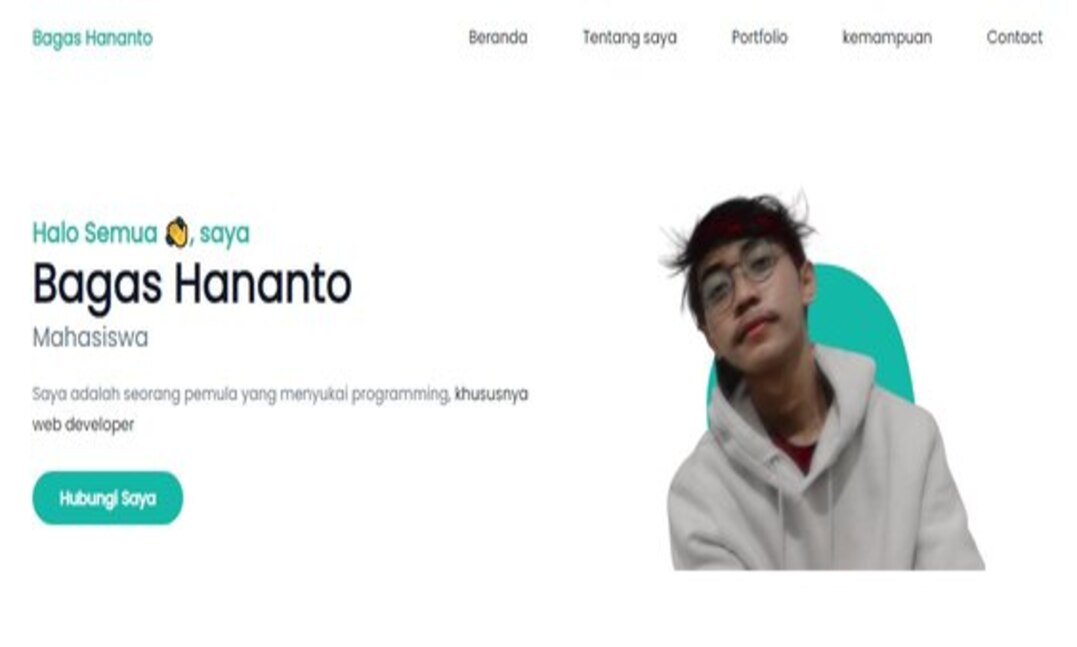 Bagas Hananto
Beranda Tentang saya Portfolio kemampuan Contact
Halo Semua 👋, saya
Bagas Hananto
Mahasiswa
Saya adalah seorang pemula yang menyukai programming, khususnya
web developer
Hubungi Saya